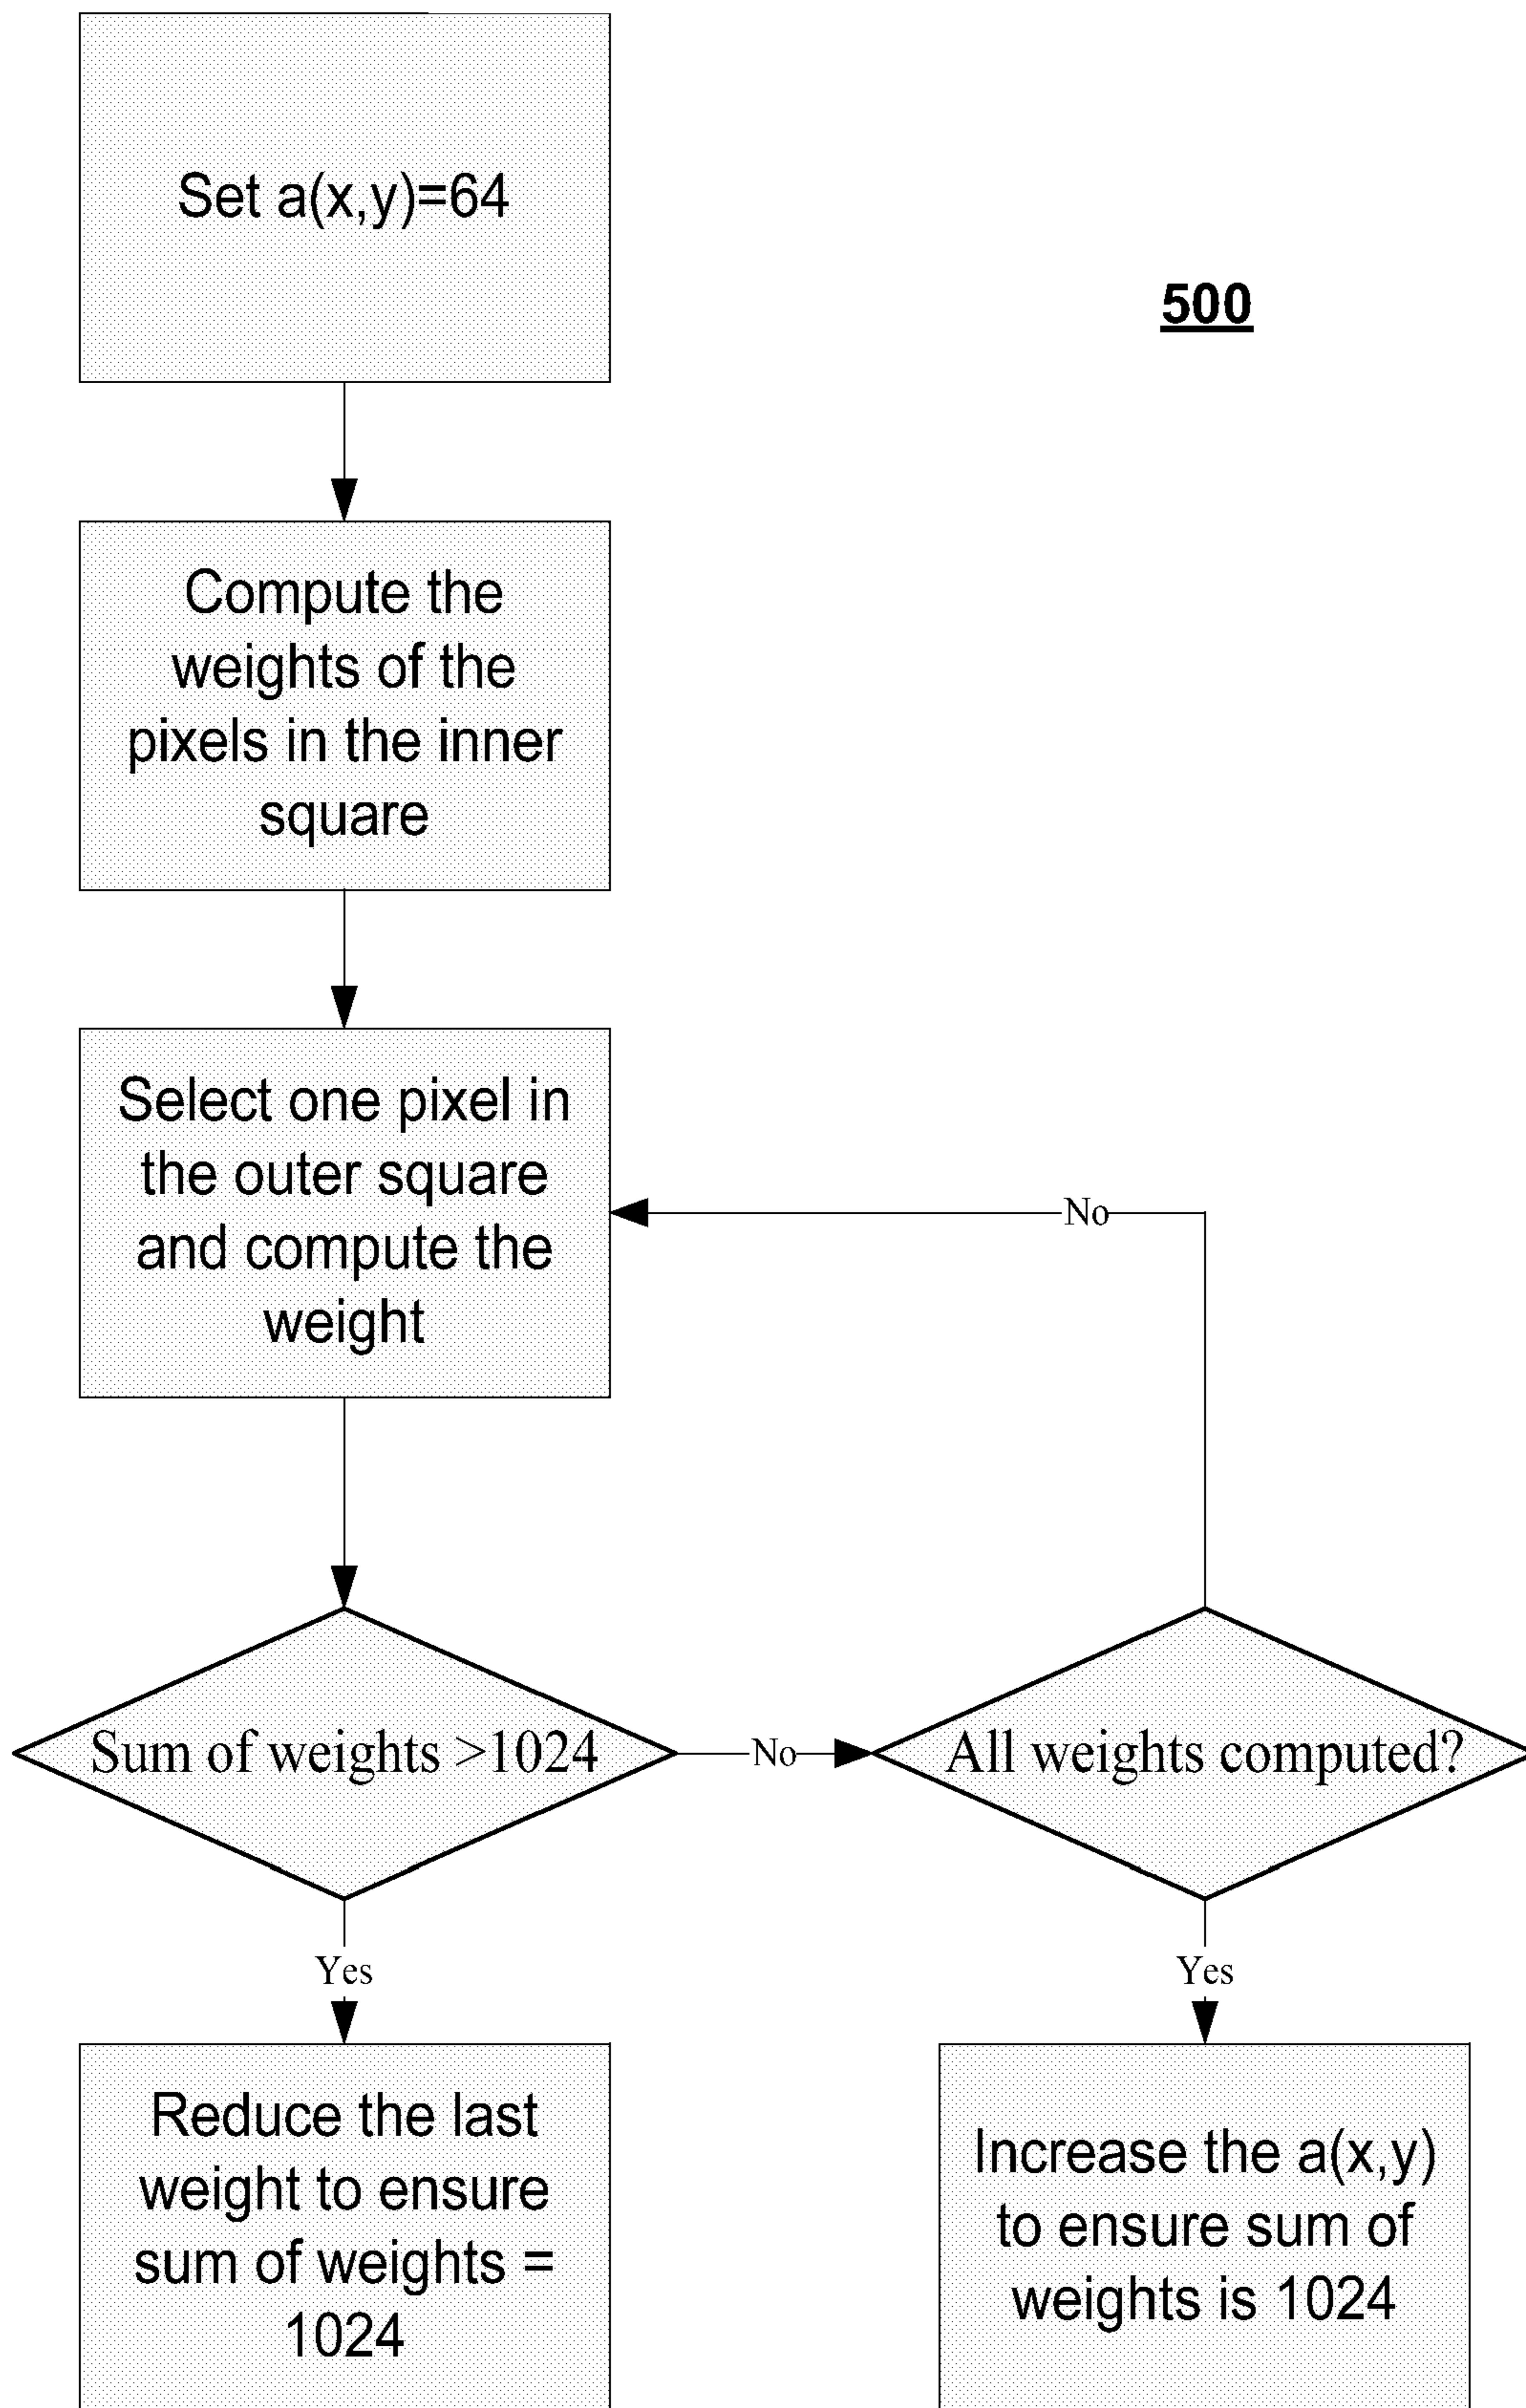 Set a(x,y)=64
500
Compute the
weights of the
pixels in the inner
square
Select one pixel in
the outer square
and compute the
weight
No
Sum of weights >1024
No
All weights computed?
Yes
Yes
Reduce the last
weight to ensure
sum of weights =
1024
Increase the a(x,y)
to ensure sum of
weights is 1024